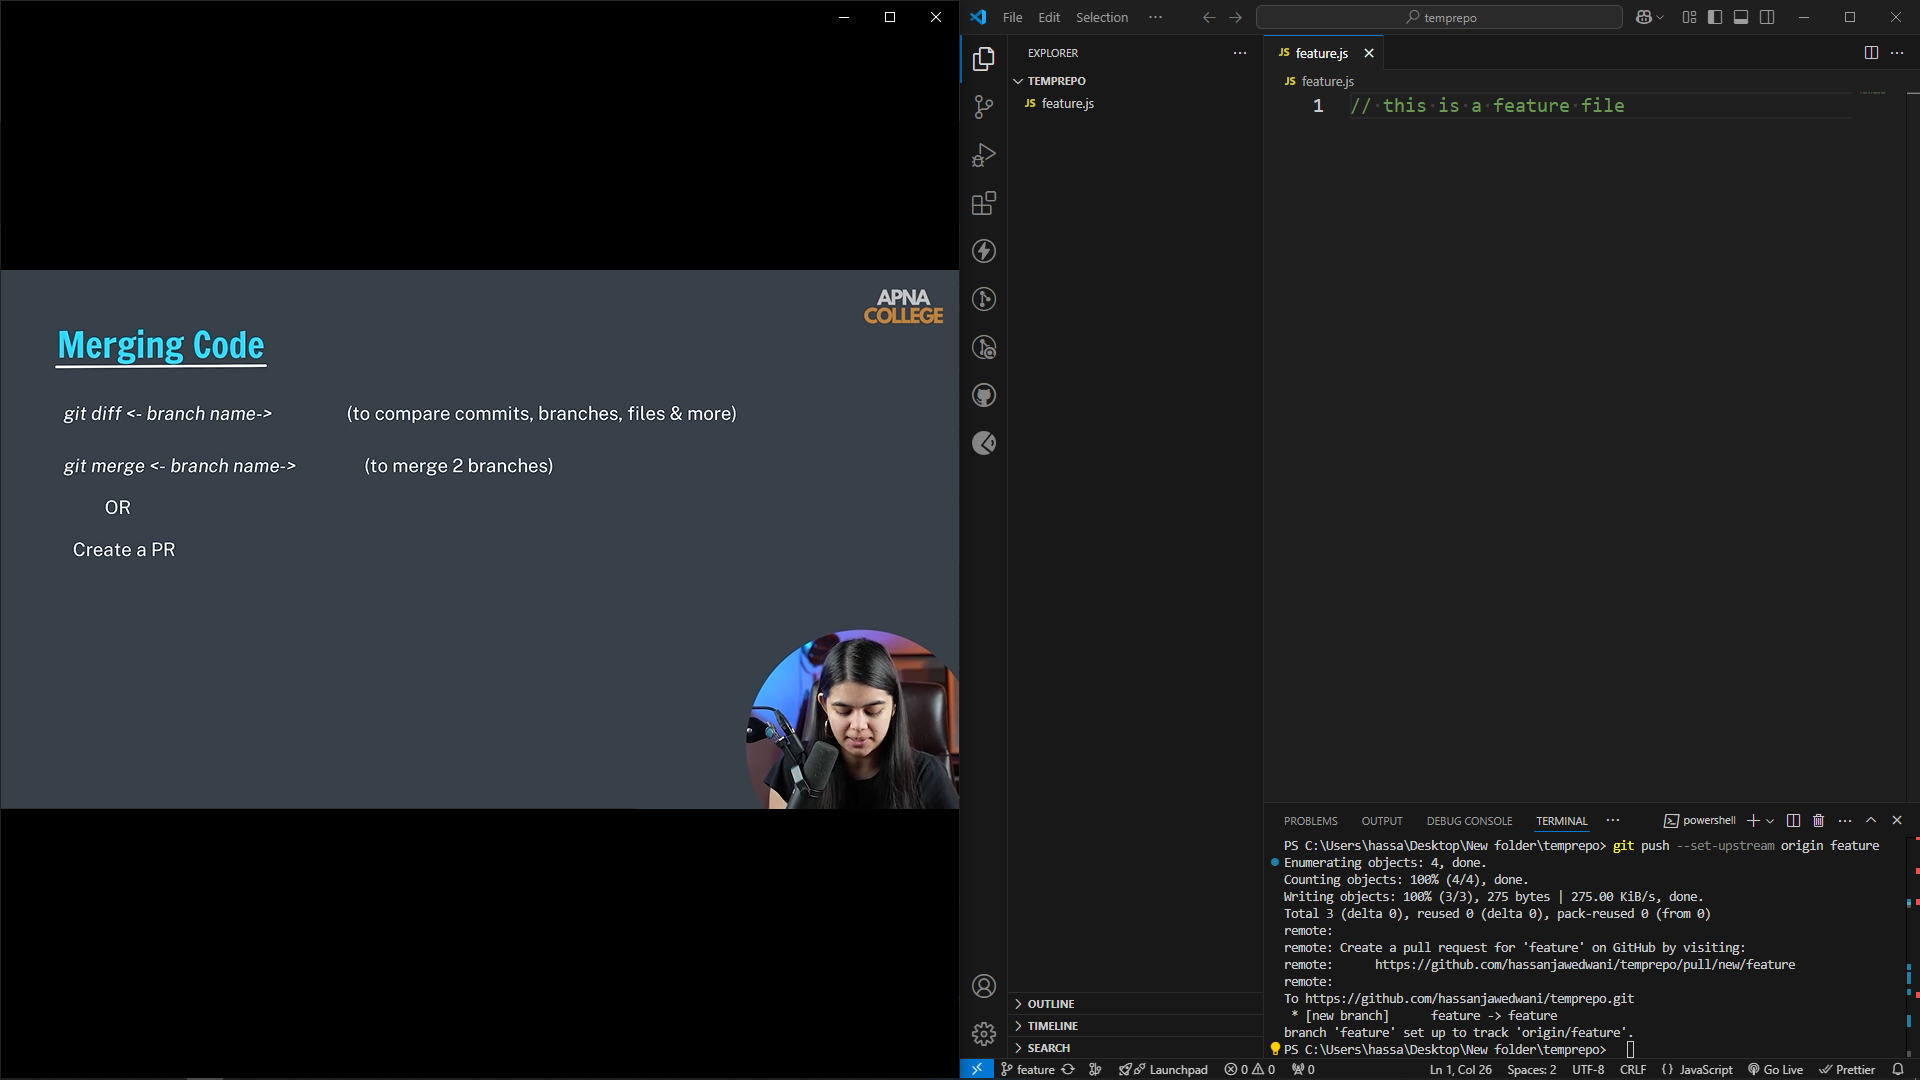 APNA
COLLEGE
Merging Code
git diff <- branch name-> (to compare commits, branches, files & more)
git merge <- branch name-> (to merge 2 branches)
OR
Create a PR
File Edit Selection ··· temprepo
EXPLORER ···
TEMPREPO
JS feature.js
OUTLINE
TIMELINE
SEARCH
JS feature.js
JS feature.js
1 // this is a feature file
PROBLEMS OUTPUT DEBUG CONSOLE TERMINAL ··· powershell
PS C:\Users\hassa\Desktop\New folder\temprepo> git push --set-upstream origin feature
Enumerating objects: 4, done.
Counting objects: 100% (4/4), done.
Writing objects: 100% (3/3), 275 bytes | 275.00 KiB/s, done.
Total 3 (delta 0), reused 0 (delta 0), pack-reused 0 (from 0)
remote:
remote: Create a pull request for 'feature' on GitHub by visiting:
remote:      https://github.com/hassanjawedwani/temprepo/pull/new/feature
remote:
To https://github.com/hassanjawedwani/temprepo.git
 * [new branch]      feature -> feature
branch 'feature' set up to track 'origin/feature'.
PS C:\Users\hassa\Desktop\New folder\temprepo>
feature Launchpad 0 0 0 Ln 1, Col 26 Spaces: 2 UTF-8 CRLF {} JavaScript Go Live Prettier